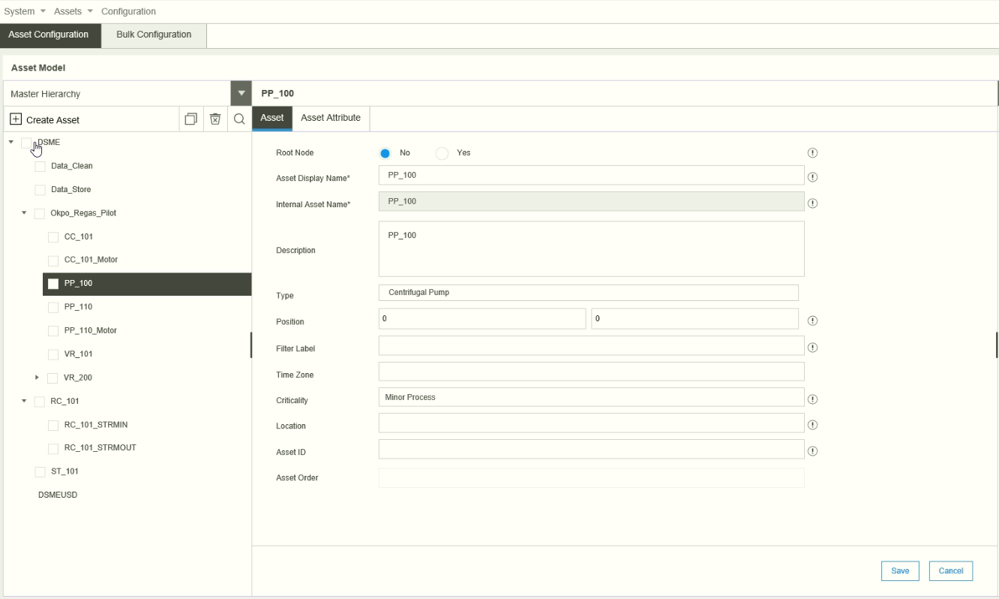 System Assets Configuration
Asset Configuration Bulk Configuration
Asset Model
Master Hierarchy
Create Asset
DSME
Data_Clean
Data_Store
Okpo_Regas_Pilot
CC_101
CC_101_Motor
PP_100
PP_110
PP_110_Motor
VR_101
VR_200
RC_101
RC_101_STRMIN
RC_101_STRMOUT
ST_101
DSMEUSD
PP_100
Asset Asset Attribute
Root Node No Yes
Asset Display Name* PP_100
Internal Asset Name* PP_100
Description PP_100
Type Centrifugal Pump
Position 0 0
Filter Label
Time Zone
Criticality Minor Process
Location
Asset ID
Asset Order
Save Cancel